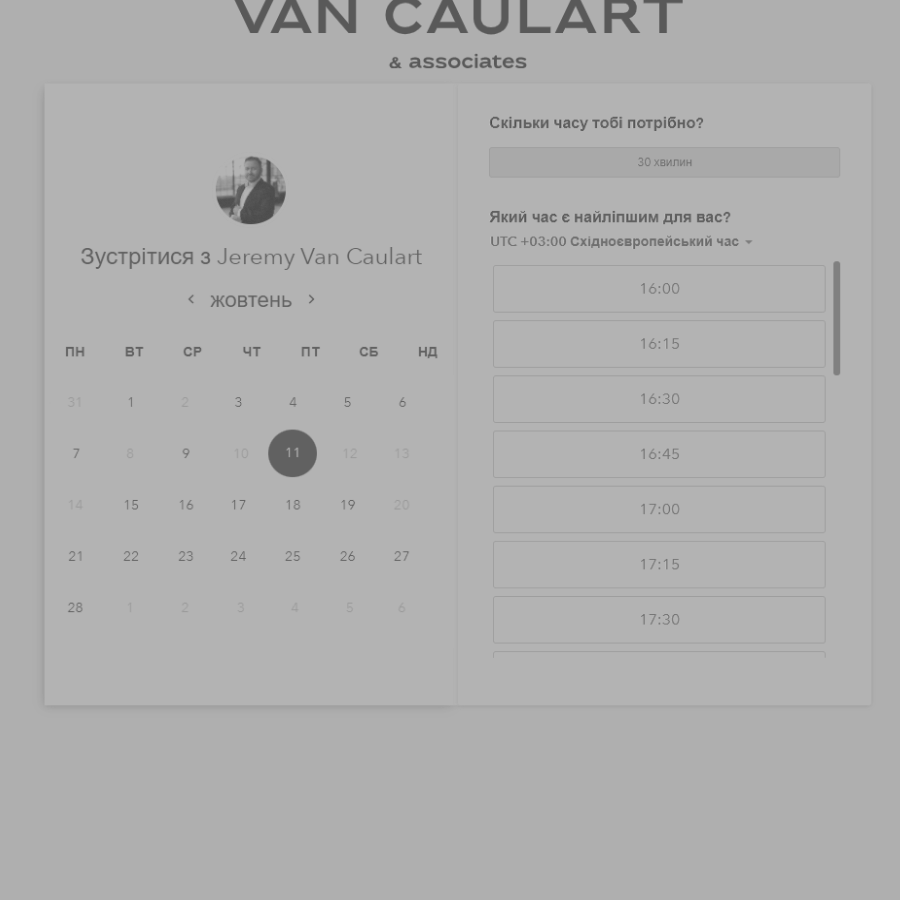 VAN CAULART
& associates
Зустрітися з Jeremy Van Caulart
жовтень
ПН ВТ СР ЧТ ПТ СБ НД
31 1 2 3 4 5 6
7 8 9 10 11 12 13
14 15 16 17 18 19 20
21 22 23 24 25 26 27
28 1 2 3 4 5 6
Скільки часу тобі потрібно?
30 хвилин
Який час є найліпшим для вас?
UTC +03:00 Східноєвропейський час
16:00
16:15
16:30
16:45
17:00
17:15
17:30